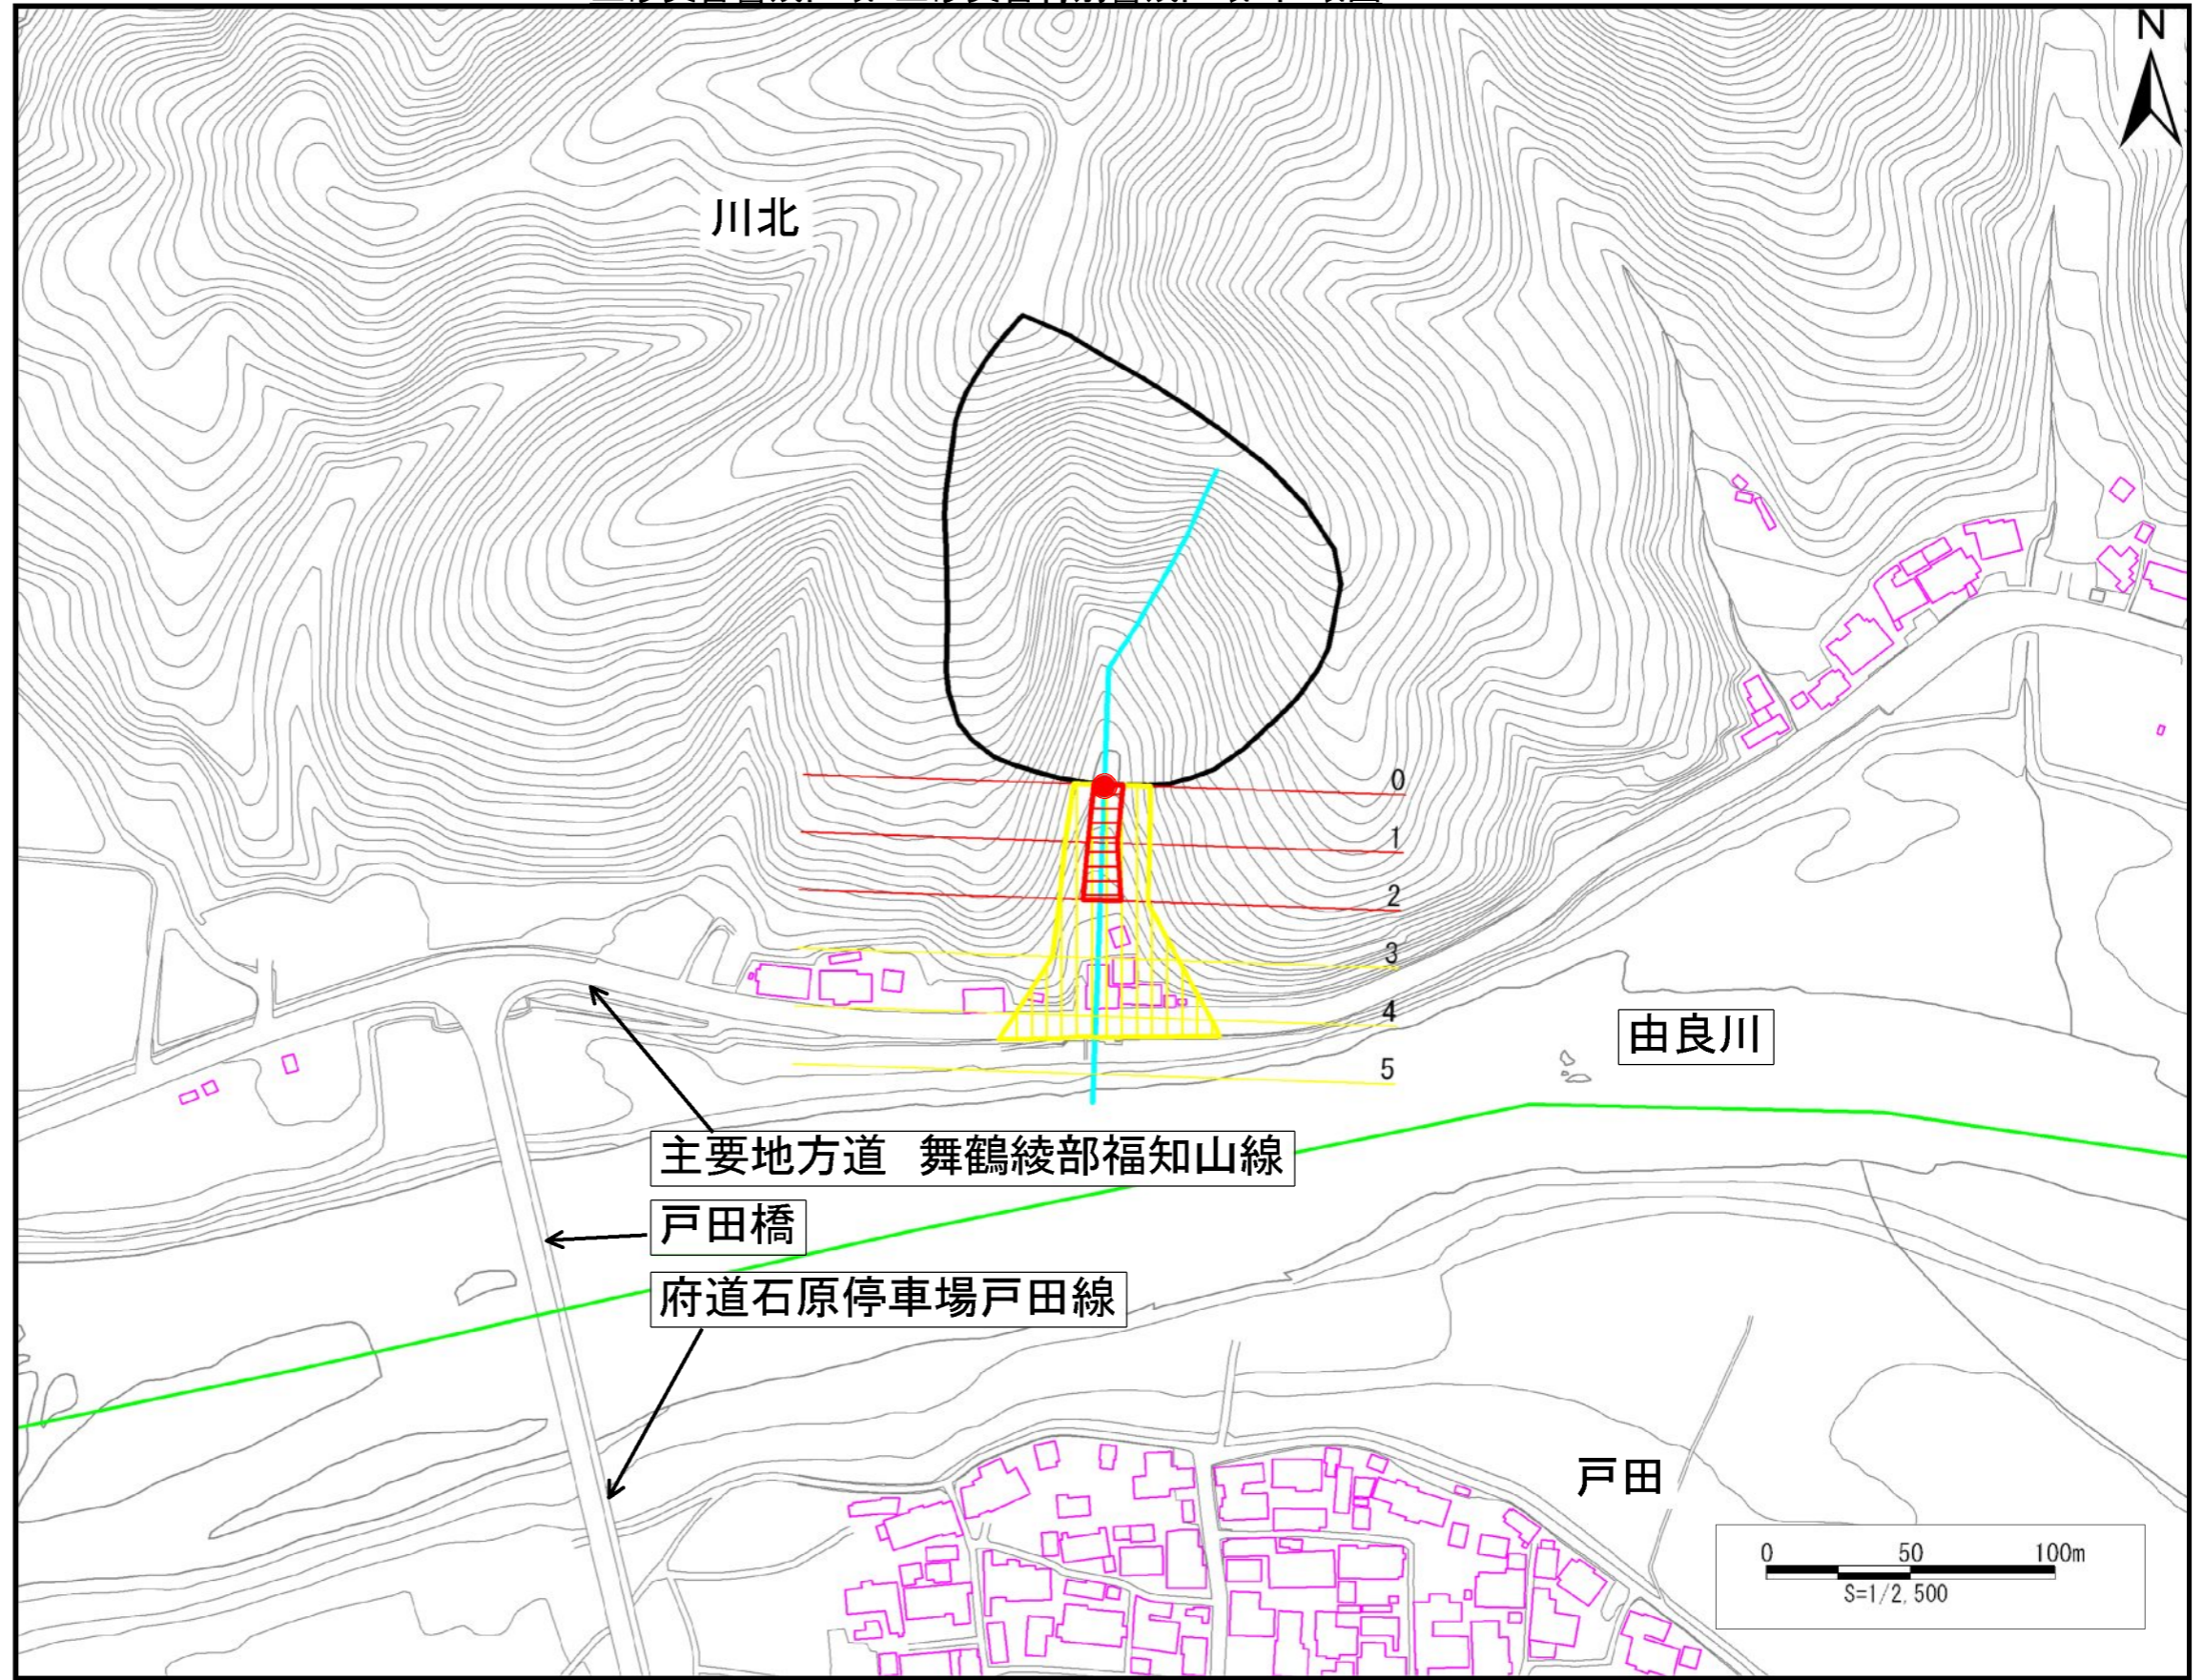 N
川北
0
1
2
3
4
5
由良川
主要地方道 舞鶴綾部福知山線
戸田橋
府道石原停車場戸田線
戸田
0 50 100m
S=1/2,500